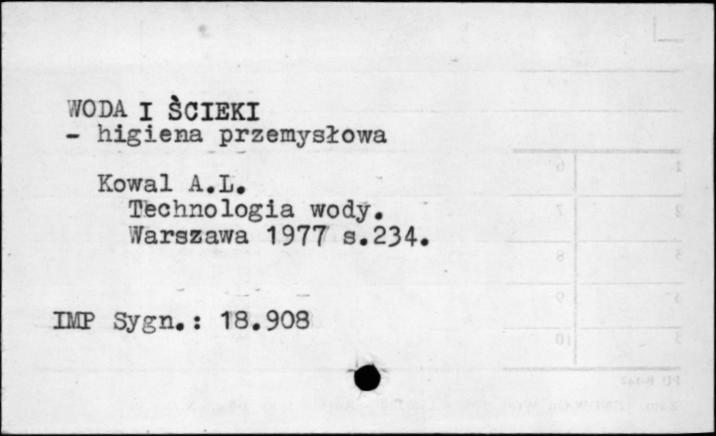 WODA I ŚCIEKI
- higiena przemysłowa
Kowal A.L.
Technologia wody.
Warszawa 1977 s.234.
IMP Sygn.: 18.908